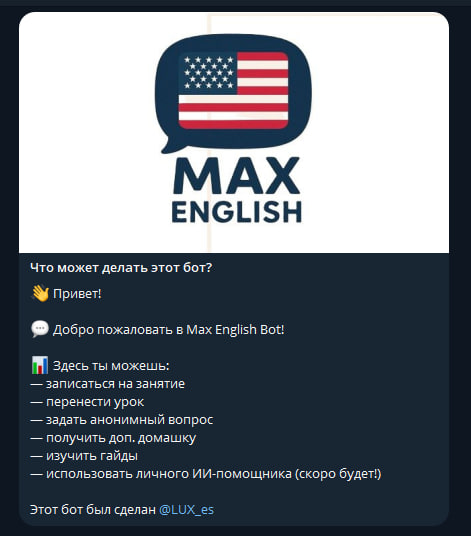 MAX
ENGLISH
Что может делать этот бот?
👋 Привет!
💬 Добро пожаловать в Max English Bot!
📊 Здесь ты можешь:
— записаться на занятие
— перенести урок
— задать анонимный вопрос
— получить доп. домашку
— изучить гайды
— использовать личного ИИ-помощника (скоро будет!)
Этот бот был сделан @LUX_es